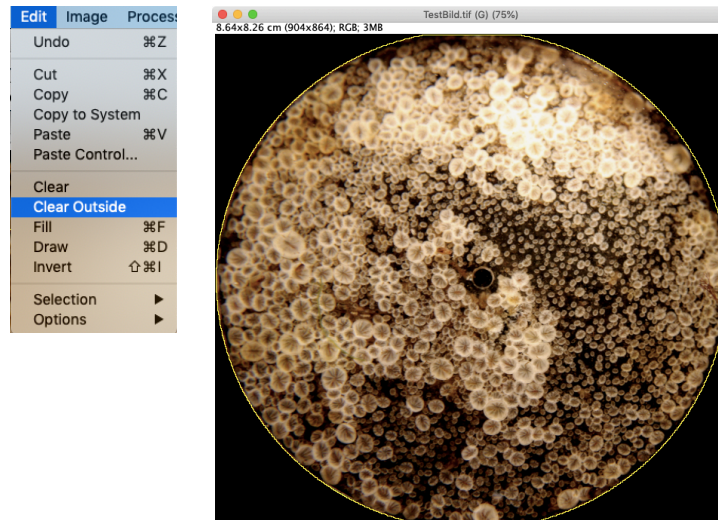 Edit Image Process
Undo ⌘Z
Cut ⌘X
Copy ⌘C
Copy to System
Paste ⌘V
Paste Control...
Clear
Clear Outside
Fill ⌘F
Draw ⌘D
Invert ⇧⌘I
Selection ▶
Options ▶
TestBild.tif (G) (75%)
8.64x8.26 cm (904x864); RGB; 3MB